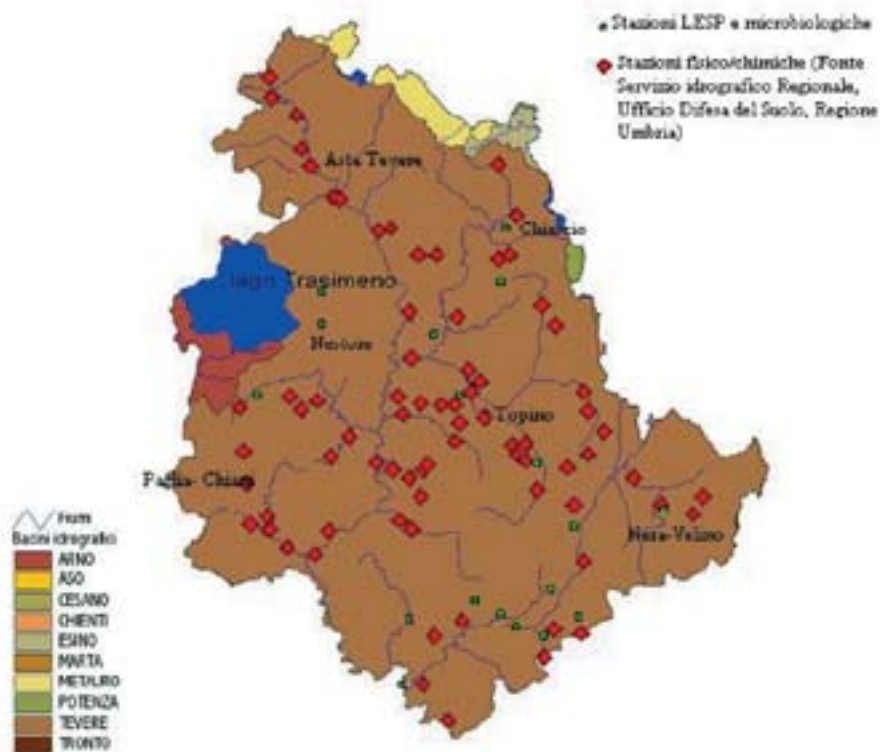 Stazioni LESP e microbiologiche
Stazioni fisico/chimiche (Fonte
Servizio idrografico Regionale,
Ufficio Difesa del Suolo, Regione
Umbria)
Asta Tevere
Chiascio
lago Trasimeno
Nestore
Topino
Paglia- Chiani
Nera-Velino
Fiumi
Bacini idrografici
ARNO
ASO
CESANO
CHIENTI
ESINO
MARTA
METAURO
POTENZA
TEVERE
TRONTO